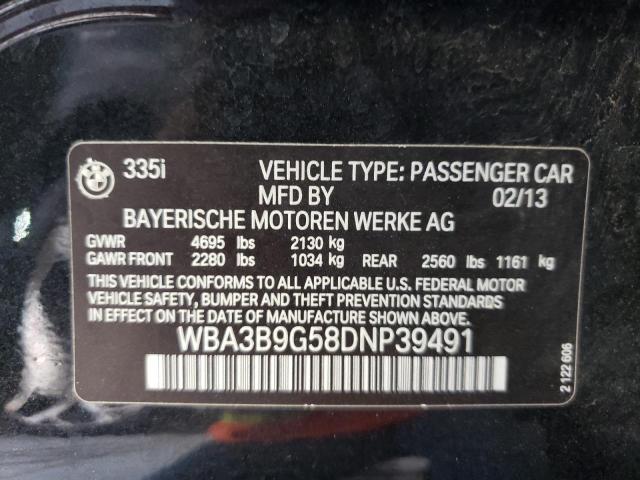 335i VEHICLE TYPE: PASSENGER CAR
MFD BY 02/13
BAYERISCHE MOTOREN WERKE AG
GVWR 4695 lbs 2130 kg
GAWR FRONT 2280 lbs 1034 kg REAR 2560 lbs 1161 kg
THIS VEHICLE CONFORMS TO ALL APPLICABLE U.S. FEDERAL MOTOR
VEHICLE SAFETY, BUMPER AND THEFT PREVENTION STANDARDS
IN EFFECT ON THE DATE OF MANUFACTURE SHOWN ABOVE.
WBA3B9G58DNP39491
2 122 606